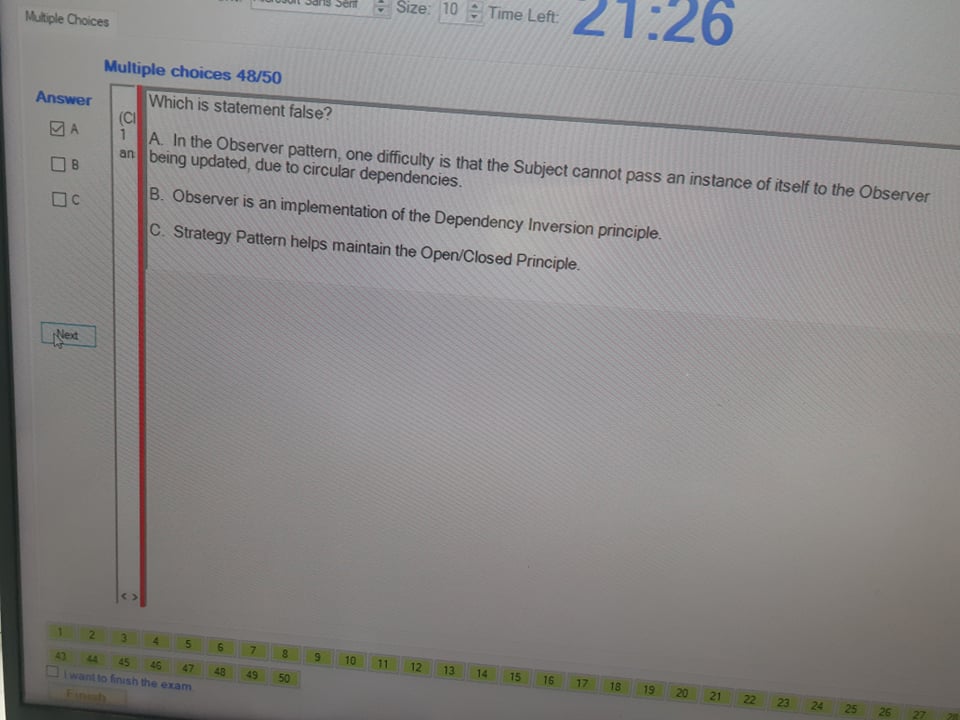 Size: 10 Time Left: 21:26
Multiple Choices
Multiple choices 48/50
Answer
A
B
C
Next
(Cl
1
an
Which is statement false?
A. In the Observer pattern, one difficulty is that the Subject cannot pass an instance of itself to the Observer
being updated, due to circular dependencies.
B. Observer is an implementation of the Dependency Inversion principle.
C. Strategy Pattern helps maintain the Open/Closed Principle.
< >
1 2 3 4 5 6 7 8 9 10 11 12 13 14 15 16 17 18 19 20 21 22 23 24 25 26 27
43 44 45 46 47 48 49 50
I want to finish the exam.
Finish